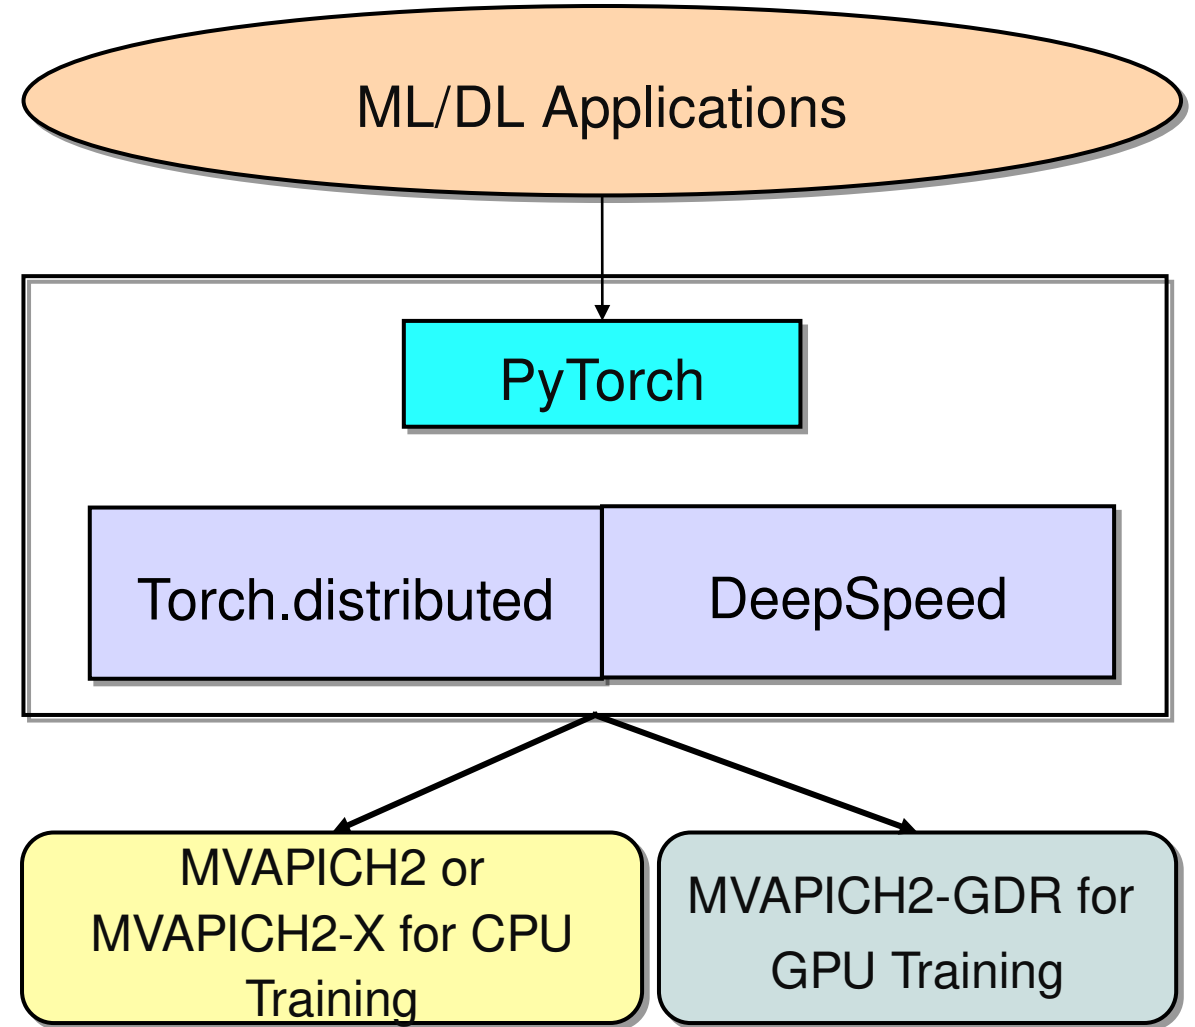 ML/DL Applications
PyTorch
Torch.distributed
DeepSpeed
MVAPICH2 or
MVAPICH2-X for CPU
Training
MVAPICH2-GDR for
GPU Training